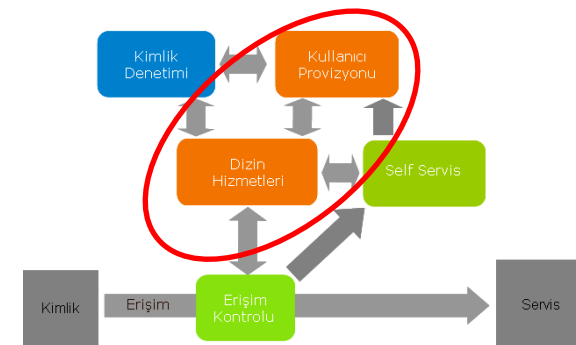 Kimlik
Denetimi
Kullanıcı
Provizyonu
Dizin
Hizmetleri
Self Servis
Kimlik
Erişim
Erişim
Kontrolu
Servis